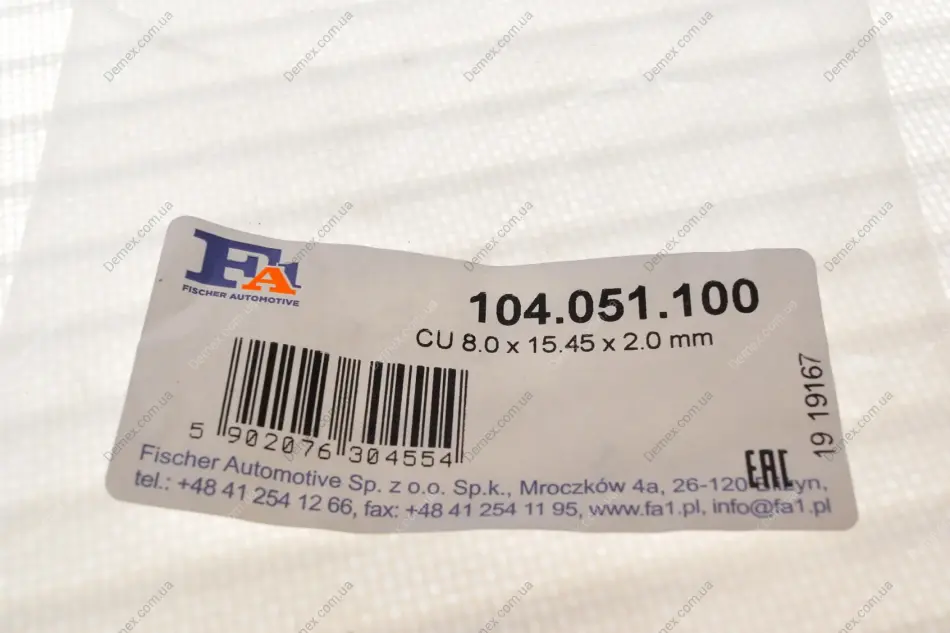 FA1
FISCHER AUTOMOTIVE
104.051.100
CU 8.0 x 15.45 x 2.0 mm
5 902076 304554
19 19167
EAC
Fischer Automotive Sp. z o.o. Sp.k., Mroczków 4a, 26-120
tel.: +48 41 254 12 66, fax: +48 41 254 11 95, www.fa1.pl, info@fa1.pl
Demex.com.ua